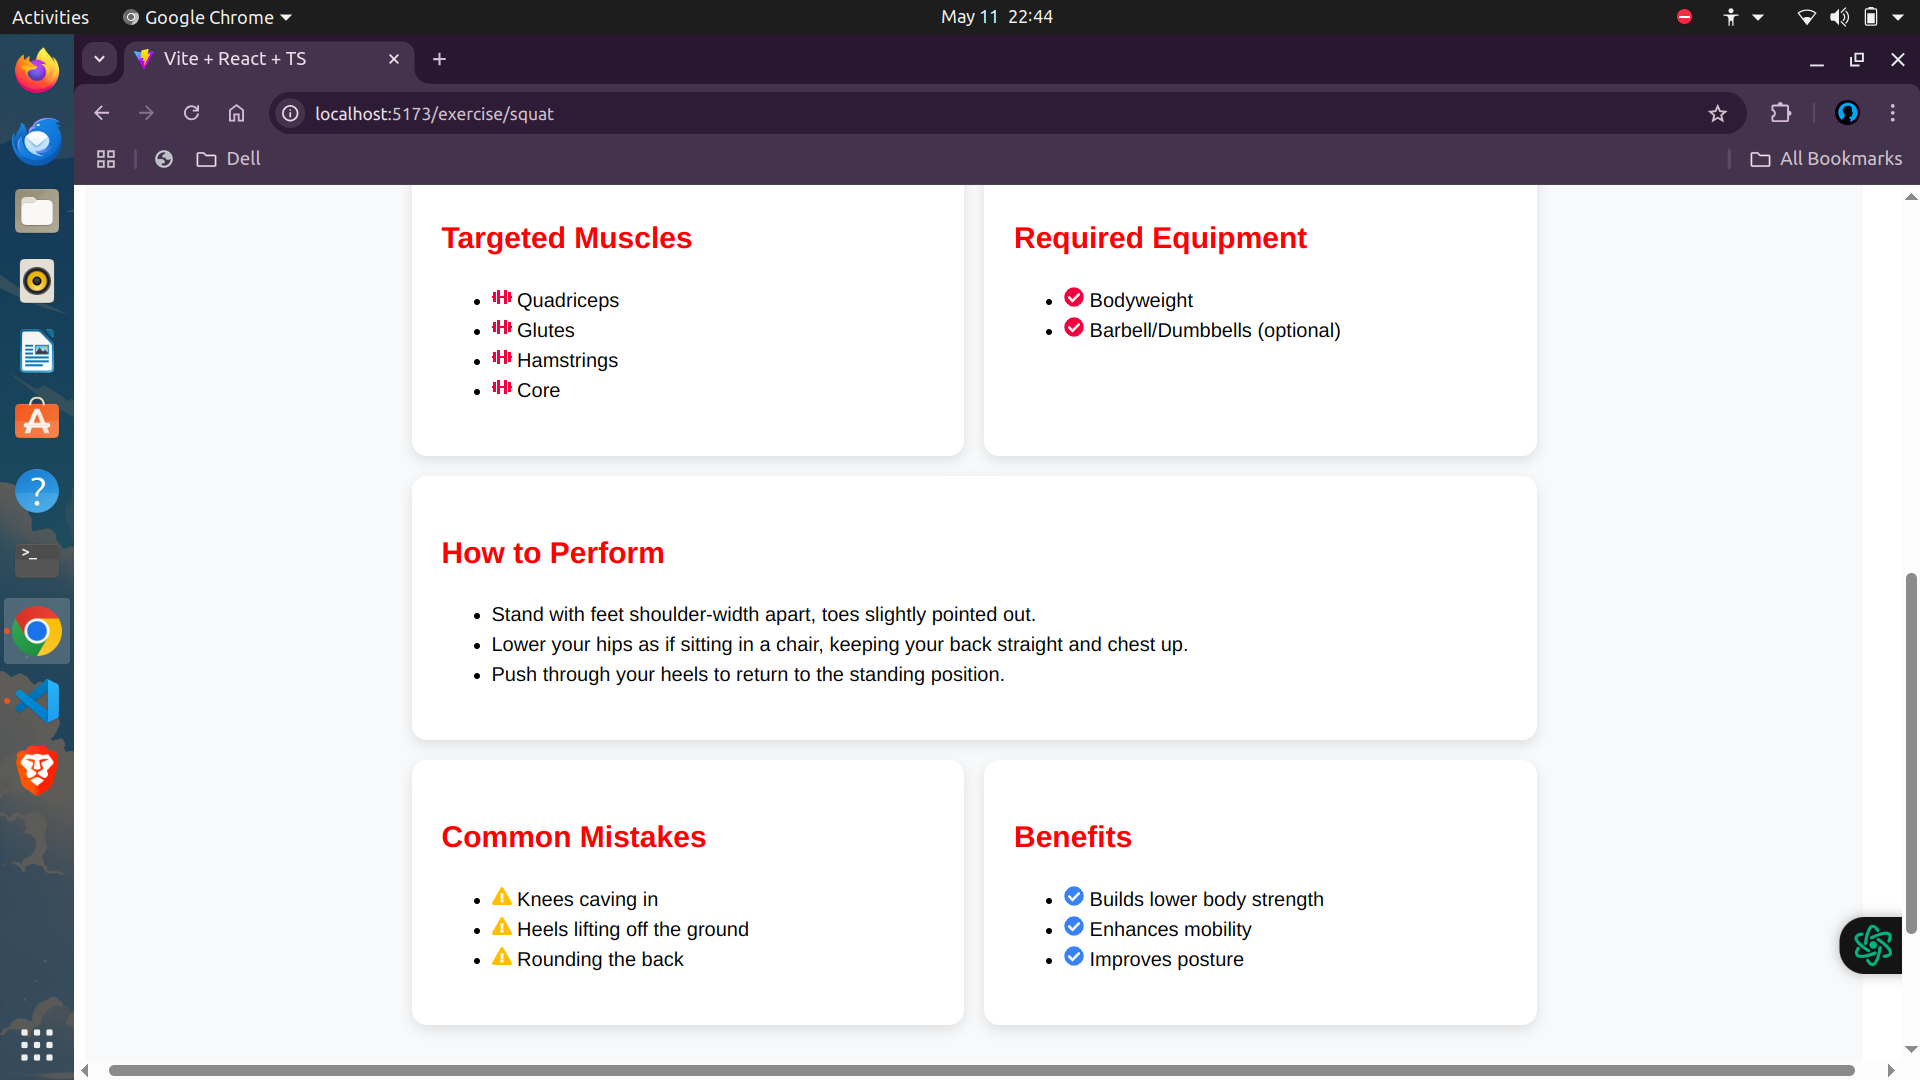 Activities
Google Chrome
May 11 22:44
Vite + React + TS
localhost:5173/exercise/squat
Dell
All Bookmarks
Targeted Muscles
Quadriceps
Glutes
Hamstrings
Core
Required Equipment
Bodyweight
Barbell/Dumbbells (optional)
How to Perform
Stand with feet shoulder-width apart, toes slightly pointed out.
Lower your hips as if sitting in a chair, keeping your back straight and chest up.
Push through your heels to return to the standing position.
Common Mistakes
Knees caving in
Heels lifting off the ground
Rounding the back
Benefits
Builds lower body strength
Enhances mobility
Improves posture